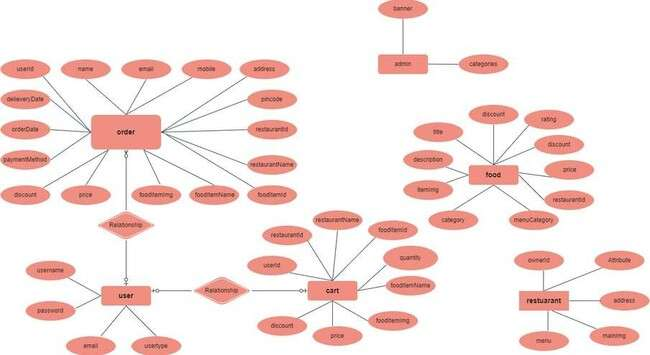 banner
admin
categories
userId
name
email
mobile
address
delieveryDate
pincode
orderDate
order
restaurantId
paymentMethod
restaurantName
discount
price
foodItemImg
foodItemName
foodItemId
Relationship
username
user
password
email
usertype
Relationship
restaurantName
restaurantId
foodItemId
userId
quantity
cart
foodItemName
discount
price
foodItemImg
discount
rating
title
discount
description
food
price
itemImg
restaurantId
category
menuCategory
ownerId
Attribute
restuarant
address
menu
mainImg